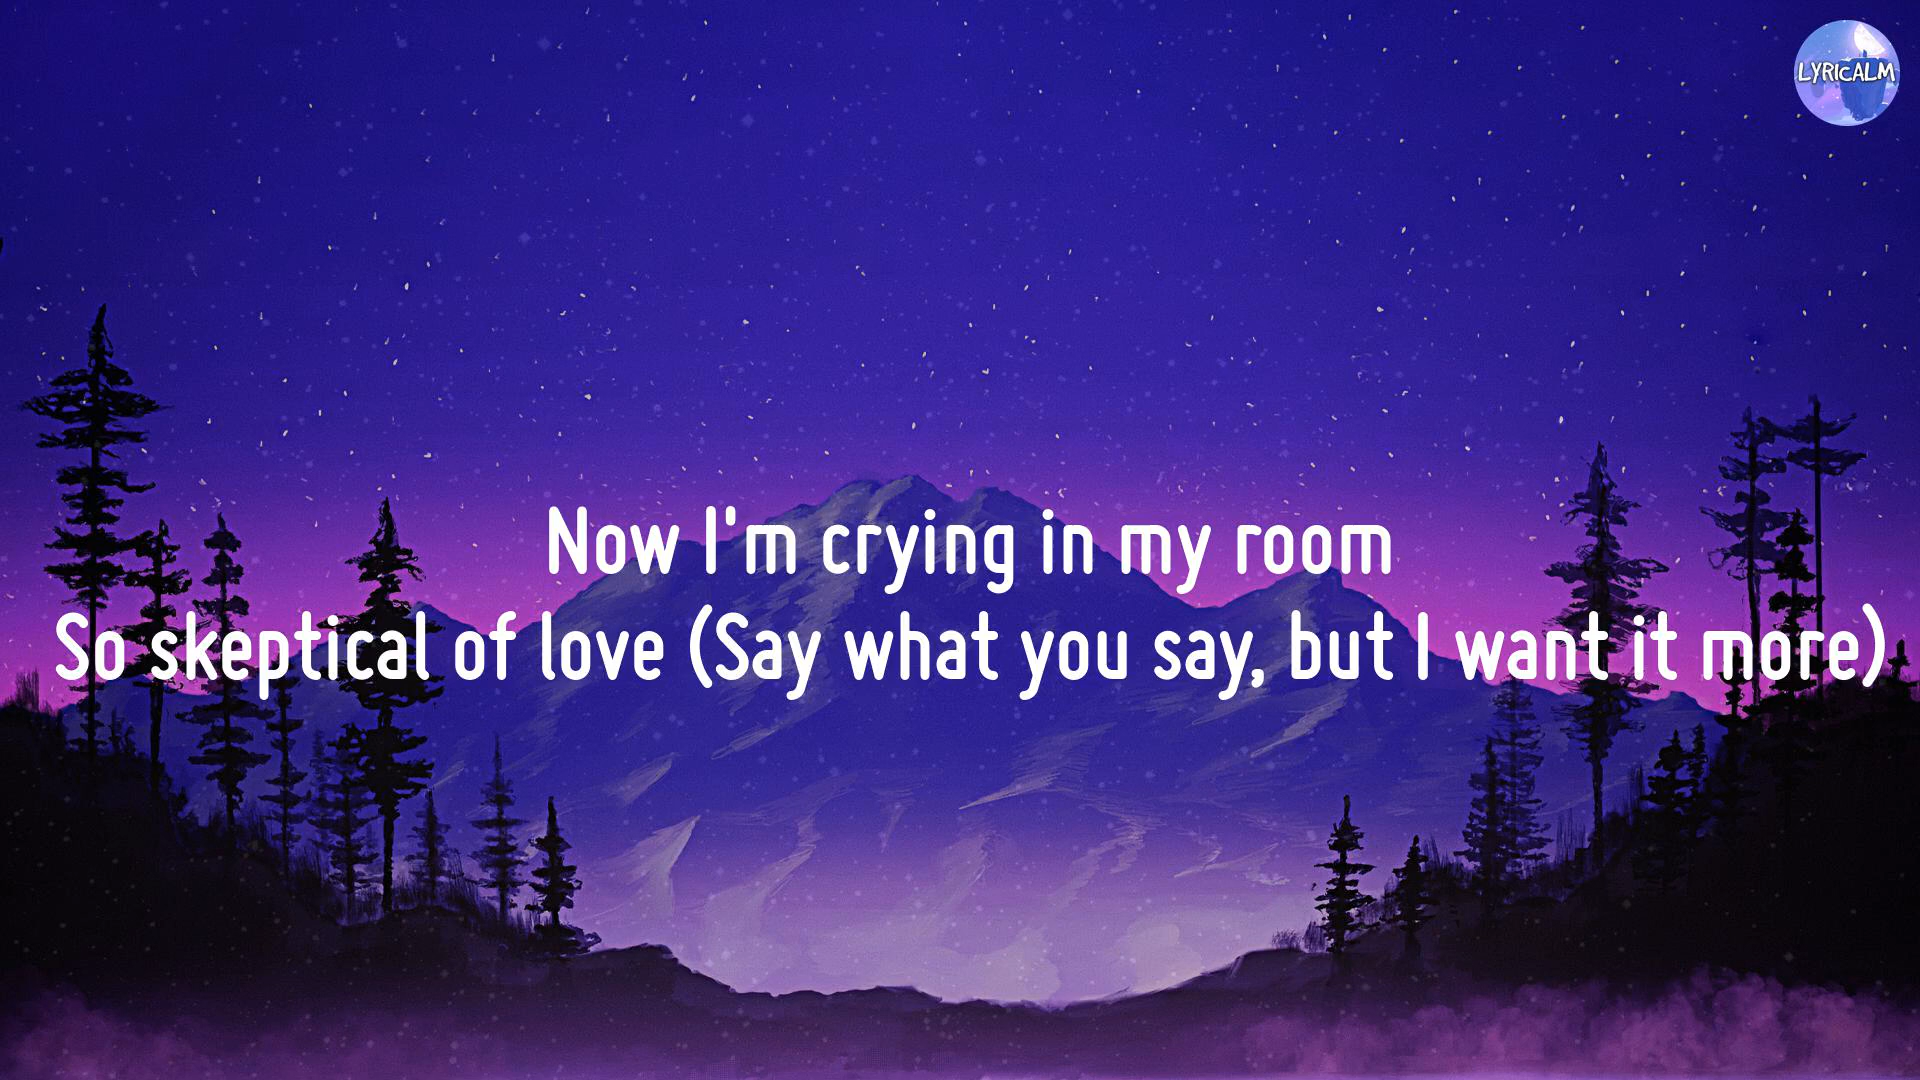 LYRICALM
Now I'm crying in my room
So skeptical of love (Say what you say, but I want it more)